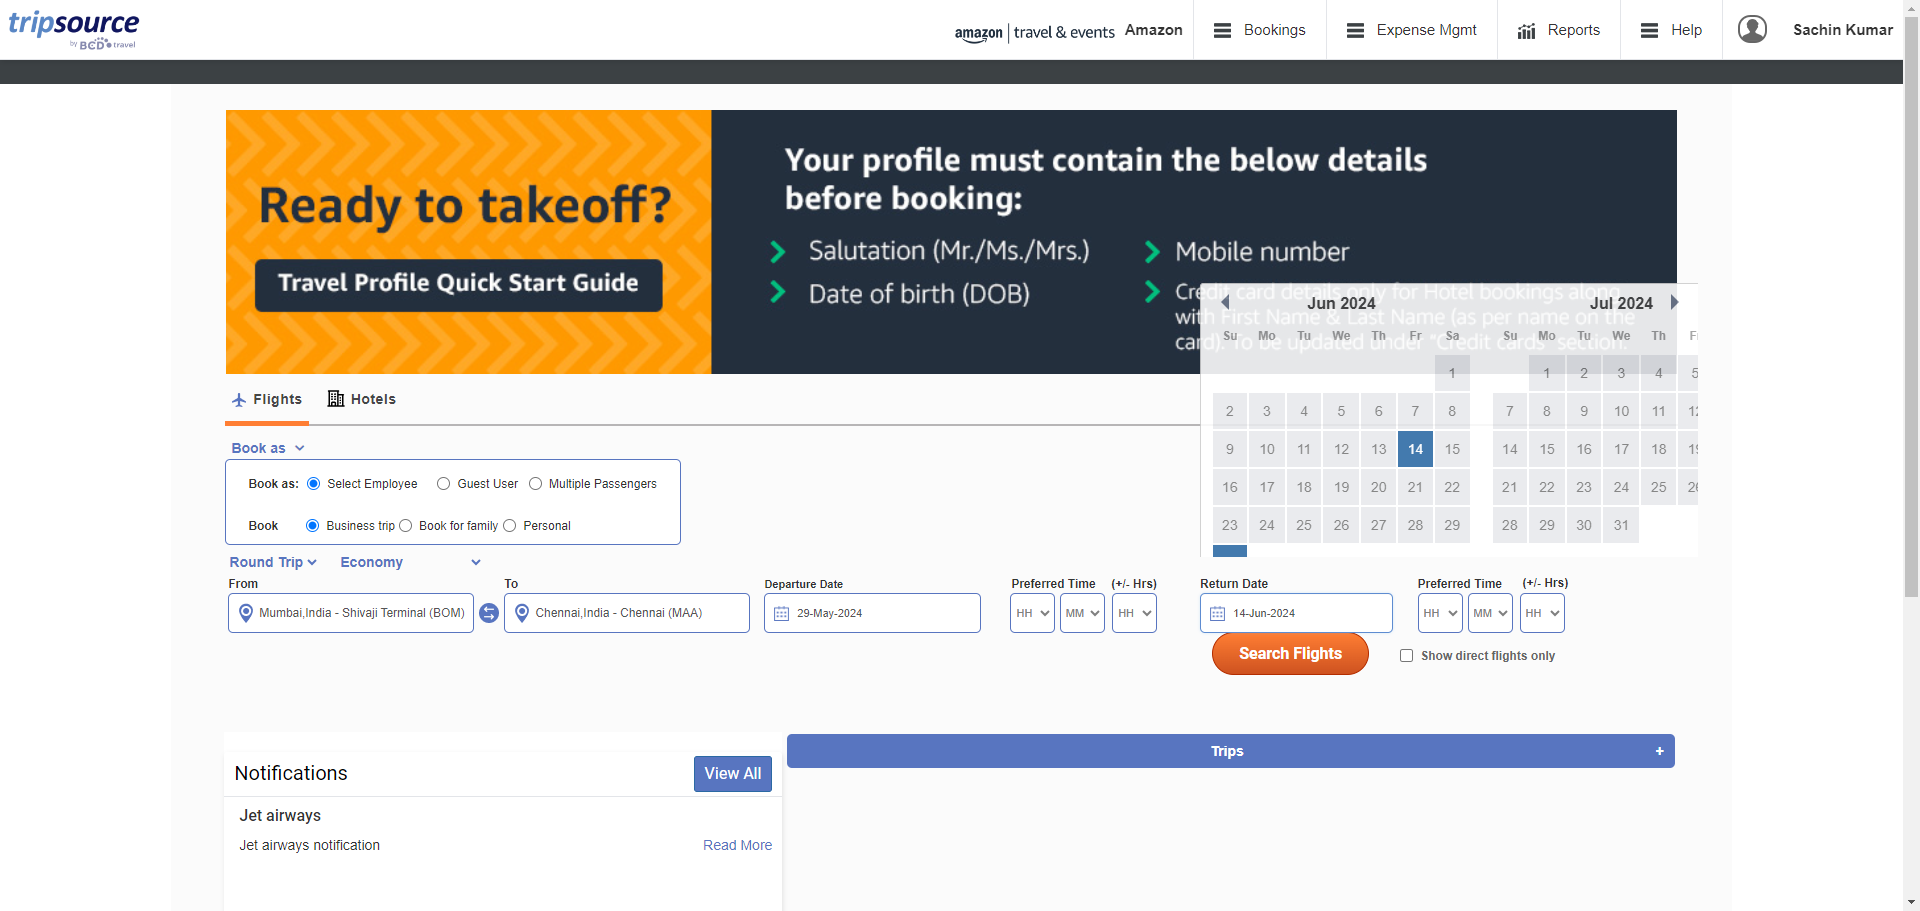 tripsource
by BCD travel
amazon | travel & events
Amazon
Bookings
Expense Mgmt
Reports
Help
Sachin Kumar
Ready to takeoff?
Travel Profile Quick Start Guide
Your profile must contain the below details
before booking:
Salutation (Mr./Ms./Mrs.)
Date of birth (DOB)
Mobile number
Credit card details only for Hotel bookings along
with First Name & Last Name (as per name on the
card). To be updated under "Credit cards" section.
Jun 2024
Su Mo Tu We Th Fr Sa
1
2 3 4 5 6 7 8
9 10 11 12 13 14 15
16 17 18 19 20 21 22
23 24 25 26 27 28 29
Jul 2024
Su Mo Tu We Th
1 2 3 4 5
7 8 9 10 11
14 15 16 17 18
21 22 23 24 25
28 29 30 31
Flights
Hotels
Book as
Book as: Select Employee Guest User Multiple Passengers
Book Business trip Book for family Personal
Round Trip Economy
From To Departure Date Preferred Time (+/- Hrs) Return Date Preferred Time (+/- Hrs)
Mumbai,India - Shivaji Terminal (BOM) Chennai,India - Chennai (MAA) 29-May-2024 HH MM HH 14-Jun-2024 HH MM HH
Search Flights
Show direct flights only
Notifications
View All
Jet airways
Jet airways notification
Read More
Trips +